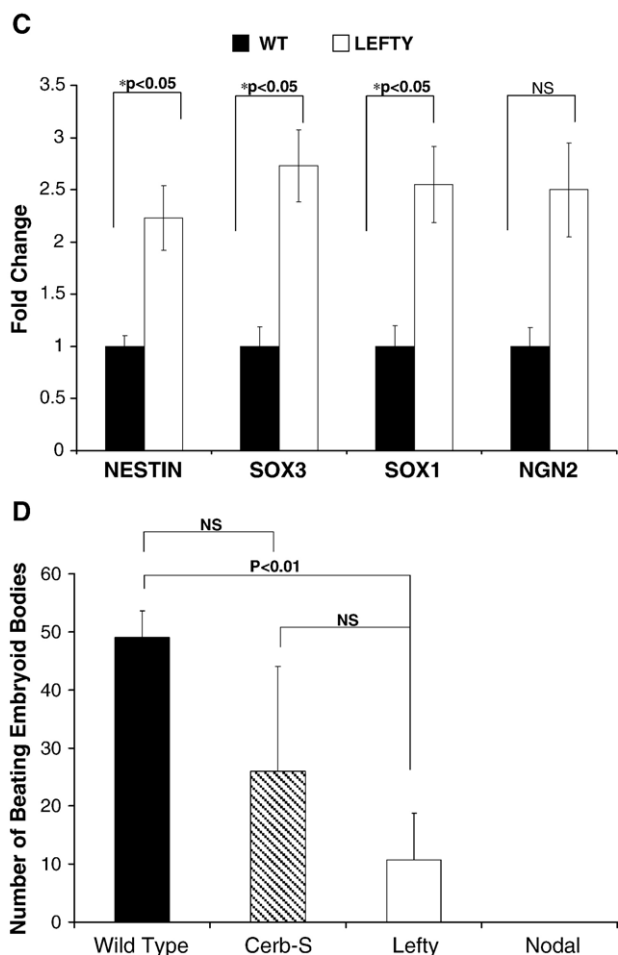 C
WT LEFTY
*p<0.05 *p<0.05 *p<0.05 NS
3.5
3
2.5
2
1.5
1
0.5
0
Fold Change
NESTIN SOX3 SOX1 NGN2
D
NS
P<0.01
NS
60
50
40
30
20
10
0
Number of Beating Embryoid Bodies
Wild Type Cerb-S Lefty Nodal